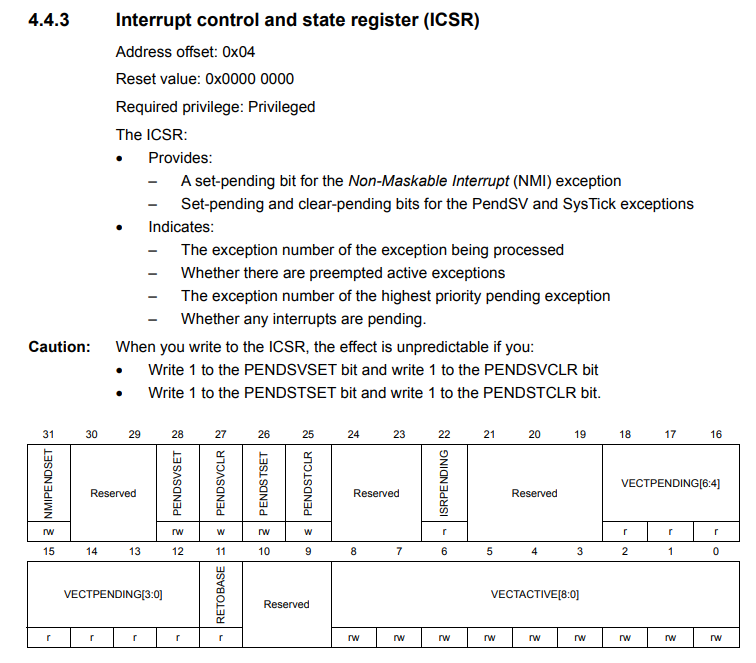 4.4.3 Interrupt control and state register (ICSR)
Address offset: 0x04
Reset value: 0x0000 0000
Required privilege: Privileged
The ICSR:
• Provides:
– A set-pending bit for the Non-Maskable Interrupt (NMI) exception
– Set-pending and clear-pending bits for the PendSV and SysTick exceptions
• Indicates:
– The exception number of the exception being processed
– Whether there are preempted active exceptions
– The exception number of the highest priority pending exception
– Whether any interrupts are pending.
Caution: When you write to the ICSR, the effect is unpredictable if you:
• Write 1 to the PENDSVSET bit and write 1 to the PENDSVCLR bit
• Write 1 to the PENDSTSET bit and write 1 to the PENDSTCLR bit.
31 30 29 28 27 26 25 24 23 22 21 20 19 18 17 16
NMIPENDSET Reserved PENDSVSET PENDSVCLR PENDSTSET PENDSTCLR Reserved ISRPENDING Reserved VECTPENDING[6:4]
rw rw w rw w r r r r
15 14 13 12 11 10 9 8 7 6 5 4 3 2 1 0
VECTPENDING[3:0] RETOBASE Reserved VECTACTIVE[8:0]
r r r r r rw rw rw rw rw rw rw rw rw